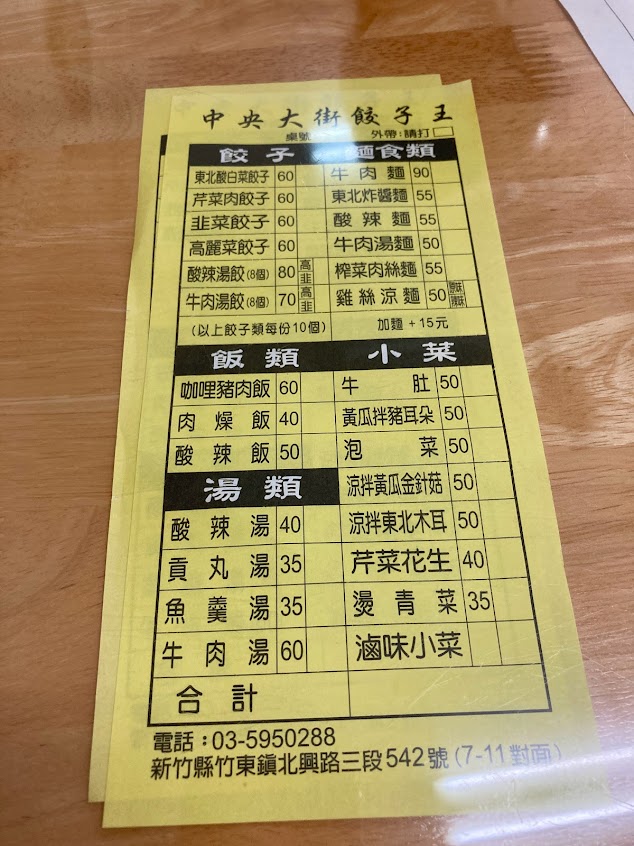 中央大街餃子王
桌號 外帶：請打□
餃子 麵食類
東北酸白菜餃子 60 牛肉麵 90
芹菜肉餃子 60 東北炸醬麵 55
韭菜餃子 60 酸辣麵 55
高麗菜餃子 60 牛肉湯麵 50
酸辣湯餃(8個) 80 高韭 榨菜肉絲麵 55
牛肉湯餃(8個) 70 高韭 雞絲涼麵 50 原味 辣味
(以上餃子類每份10個) 加麵＋15元
飯類 小菜
咖哩豬肉飯 60 牛肚 50
肉燥飯 40 黃瓜拌豬耳朵 50
酸辣飯 50 泡菜 50
湯類 涼拌黃瓜金針菇 50
酸辣湯 40 涼拌東北木耳 50
貢丸湯 35 芹菜花生 40
魚羹湯 35 燙青菜 35
牛肉湯 60 滷味小菜
合計
電話：03-5950288
新竹縣竹東鎮北興路三段542號(7-11對面)